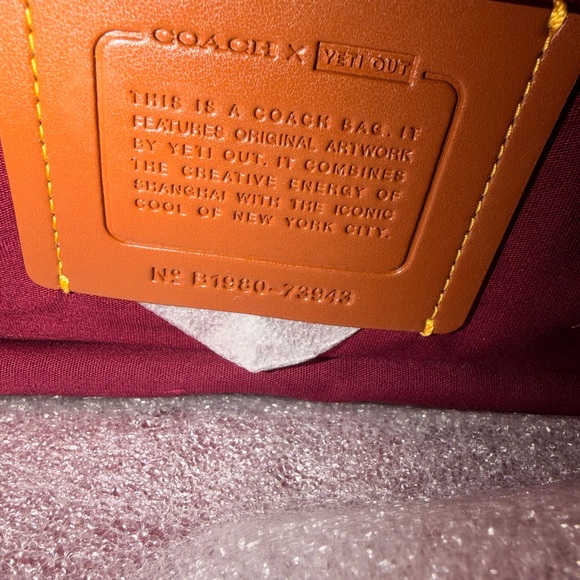 COACH X YETI OUT
THIS IS A COACH BAG. IT
FEATURES ORIGINAL ARTWORK
BY YETI OUT. IT COMBINES
THE CREATIVE ENERGY OF
SHANGHAI WITH THE ICONIC
COOL OF NEW YORK CITY.
Nº B1980-73943